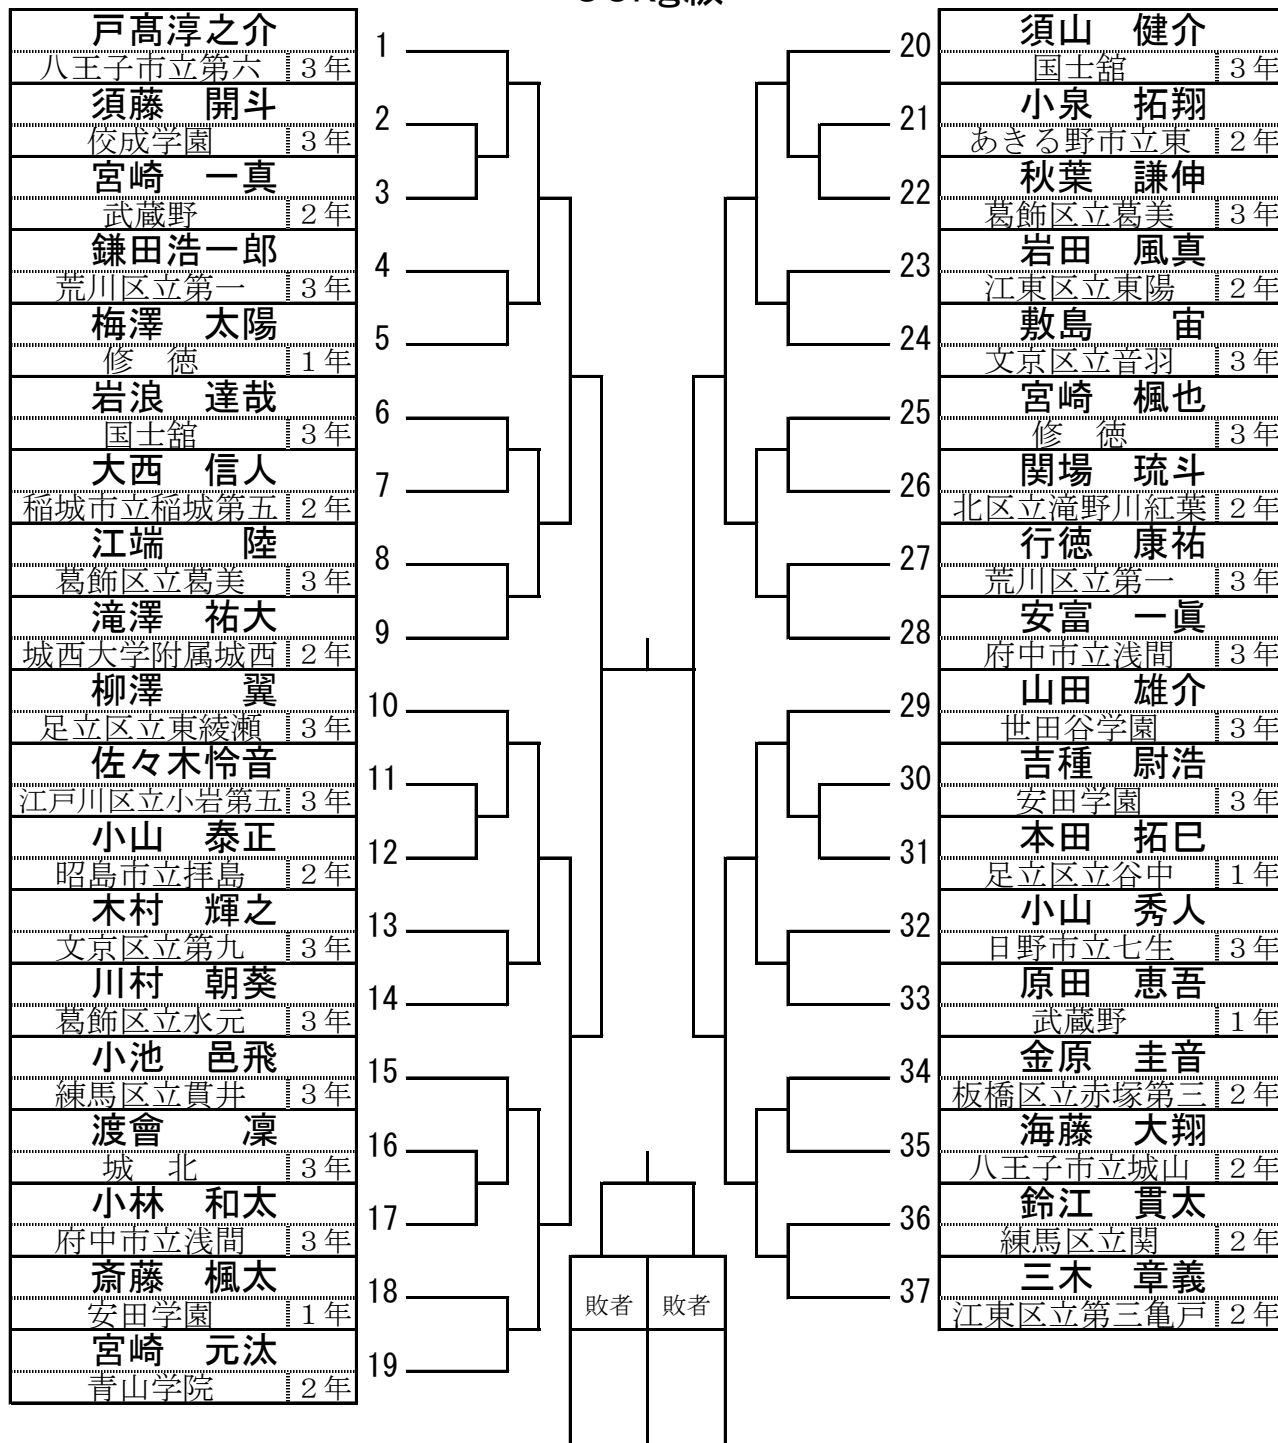 戸髙淳之介
八王子市立第六 3年
1
須藤 開斗
佼成学園 3年
2
宮崎 一真
武蔵野 2年
3
鎌田浩一郎
荒川区立第一 3年
4
梅澤 太陽
修 徳 1年
5
岩浪 達哉
国士舘 3年
6
大西 信人
稲城市立稲城第五 2年
7
江端 陸
葛飾区立葛美 3年
8
滝澤 祐大
城西大学附属城西 2年
9
柳澤 翼
足立区立東綾瀬 3年
10
佐々木怜音
江戸川区立小岩第五 3年
11
小山 泰正
昭島市立拝島 2年
12
木村 輝之
文京区立第九 3年
13
川村 朝葵
葛飾区立水元 3年
14
小池 邑飛
練馬区立貫井 3年
15
渡會 凜
城 北 3年
16
小林 和太
府中市立浅間 3年
17
斎藤 楓太
安田学園 1年
18
宮崎 元汰
青山学院 2年
19
敗者 敗者
20
須山 健介
国士舘 3年
21
小泉 拓翔
あきる野市立東 2年
22
秋葉 謙伸
葛飾区立葛美 3年
23
岩田 風真
江東区立東陽 2年
24
敷島 宙
文京区立音羽 3年
25
宮崎 楓也
修 徳 3年
26
関場 琉斗
北区立滝野川紅葉 2年
27
行徳 康祐
荒川区立第一 3年
28
安富 一眞
府中市立浅間 3年
29
山田 雄介
世田谷学園 3年
30
吉種 尉浩
安田学園 3年
31
本田 拓巳
足立区立谷中 1年
32
小山 秀人
日野市立七生 3年
33
原田 恵吾
武蔵野 1年
34
金原 圭音
板橋区立赤塚第三 2年
35
海藤 大翔
八王子市立城山 2年
36
鈴江 貫太
練馬区立関 2年
37
三木 章義
江東区立第三亀戸 2年